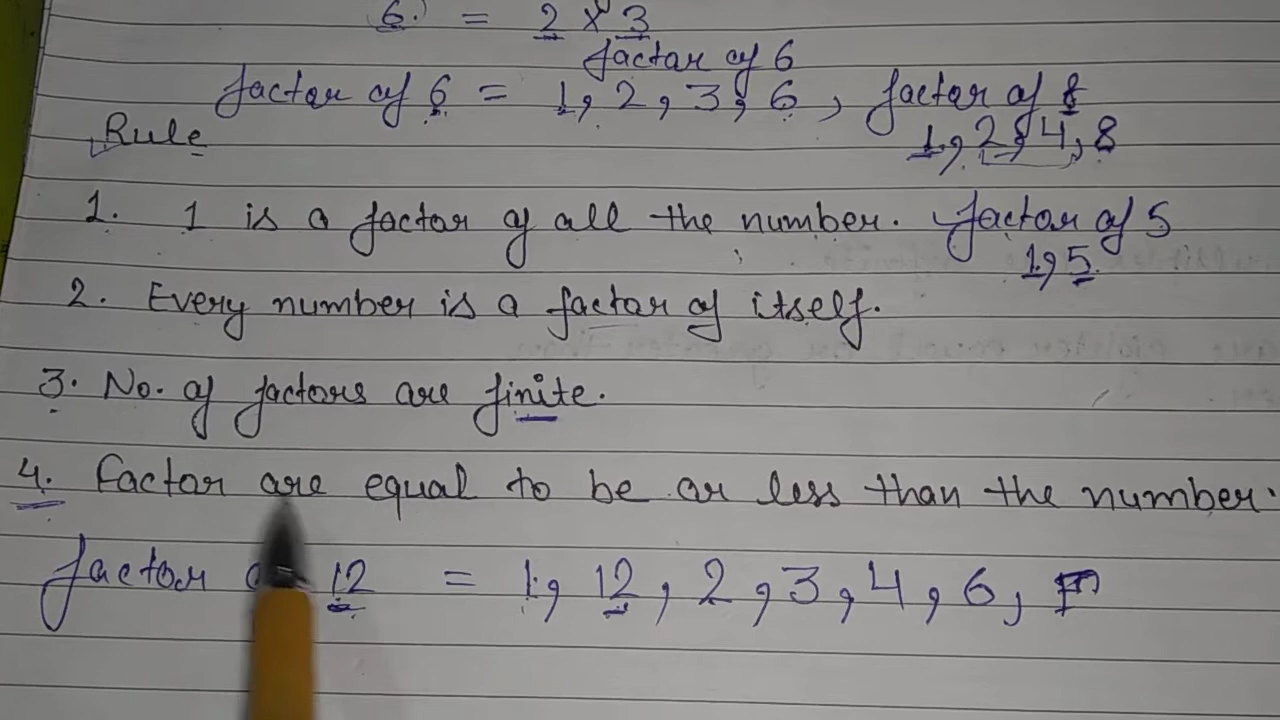 6. = 2 x 3
factor of 6
factor of 6 = 1, 2, 3, 6, factor of 8
1, 2, 4, 8
Rule
1. 1 is a factor of all the number. factor of 5
1, 5
2. Every number is a factor of itself.
3. No. of factors are finite.
4. Factor are equal to be or less than the number.
factor 12 = 1, 12, 2, 3, 4, 6,